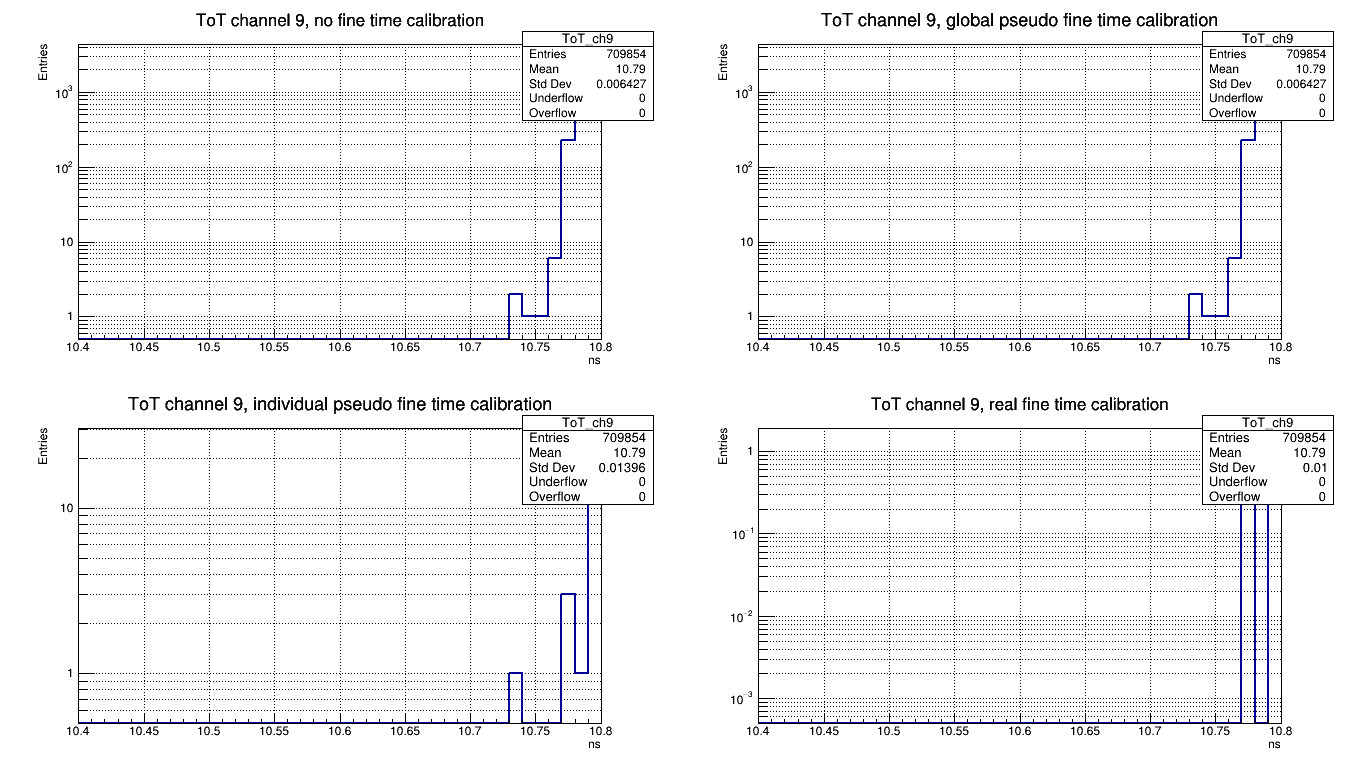 ToT channel 9, no fine time calibration
Entries
ToT_ch9
Entries 709854
Mean 10.79
Std Dev 0.006427
Underflow 0
Overflow 0
10³
10²
10
1
10.4 10.45 10.5 10.55 10.6 10.65 10.7 10.75 10.8
ns
ToT channel 9, global pseudo fine time calibration
Entries
ToT_ch9
Entries 709854
Mean 10.79
Std Dev 0.006427
Underflow 0
Overflow 0
10³
10²
10
1
10.4 10.45 10.5 10.55 10.6 10.65 10.7 10.75 10.8
ns
ToT channel 9, individual pseudo fine time calibration
Entries
ToT_ch9
Entries 709854
Mean 10.79
Std Dev 0.01396
Underflow 0
Overflow 0
10
1
10.4 10.45 10.5 10.55 10.6 10.65 10.7 10.75 10.8
ns
ToT channel 9, real fine time calibration
Entries
ToT_ch9
Entries 709854
Mean 10.79
Std Dev 0.01
Underflow 0
Overflow 0
1
10⁻¹
10⁻²
10⁻³
10.4 10.45 10.5 10.55 10.6 10.65 10.7 10.75 10.8
ns